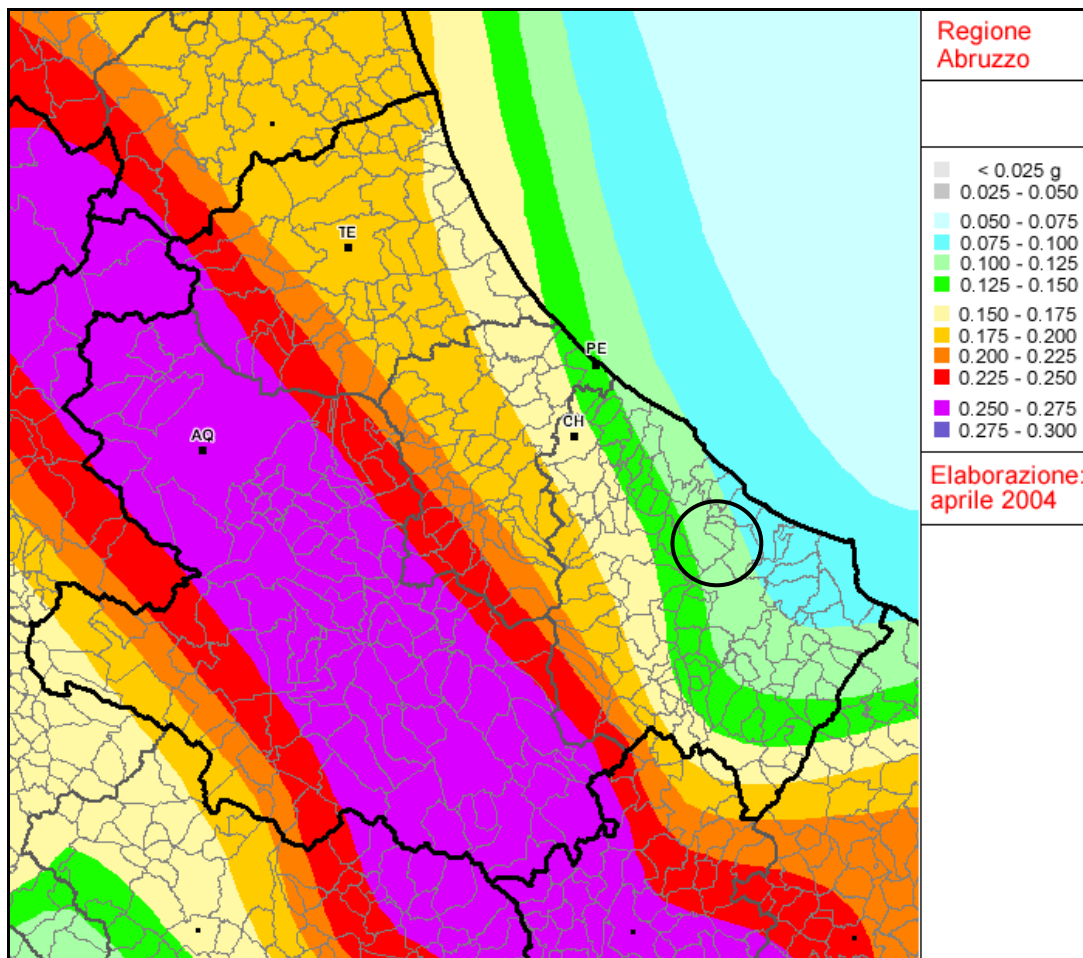 Regione
Abruzzo
< 0.025 g
0.025 - 0.050
0.050 - 0.075
0.075 - 0.100
0.100 - 0.125
0.125 - 0.150
0.150 - 0.175
0.175 - 0.200
0.200 - 0.225
0.225 - 0.250
0.250 - 0.275
0.275 - 0.300
Elaborazione:
aprile 2004
TE
PE
CH
AQ